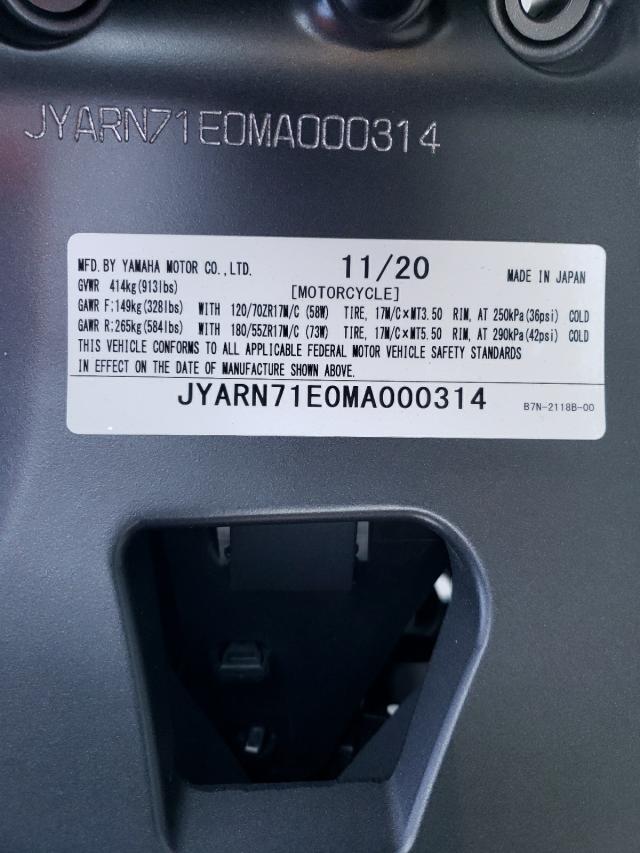 JYARN71E0MA000314
MFD. BY YAMAHA MOTOR CO., LTD. 11/20 MADE IN JAPAN
GVWR 414kg(913lbs) [MOTORCYCLE]
GAWR F:149kg(328lbs) WITH 120/70ZR17M/C (58W) TIRE, 17M/C×MT3.50 RIM, AT 250kPa(36psi) COLD
GAWR R:265kg(584lbs) WITH 180/55ZR17M/C (73W) TIRE, 17M/C×MT5.50 RIM, AT 290kPa(42psi) COLD
THIS VEHICLE CONFORMS TO ALL APPLICABLE FEDERAL MOTOR VEHICLE SAFETY STANDARDS
IN EFFECT ON THE DATE OF MANUFACTURE SHOWN ABOVE.
JYARN71E0MA000314 B7N-2118B-00